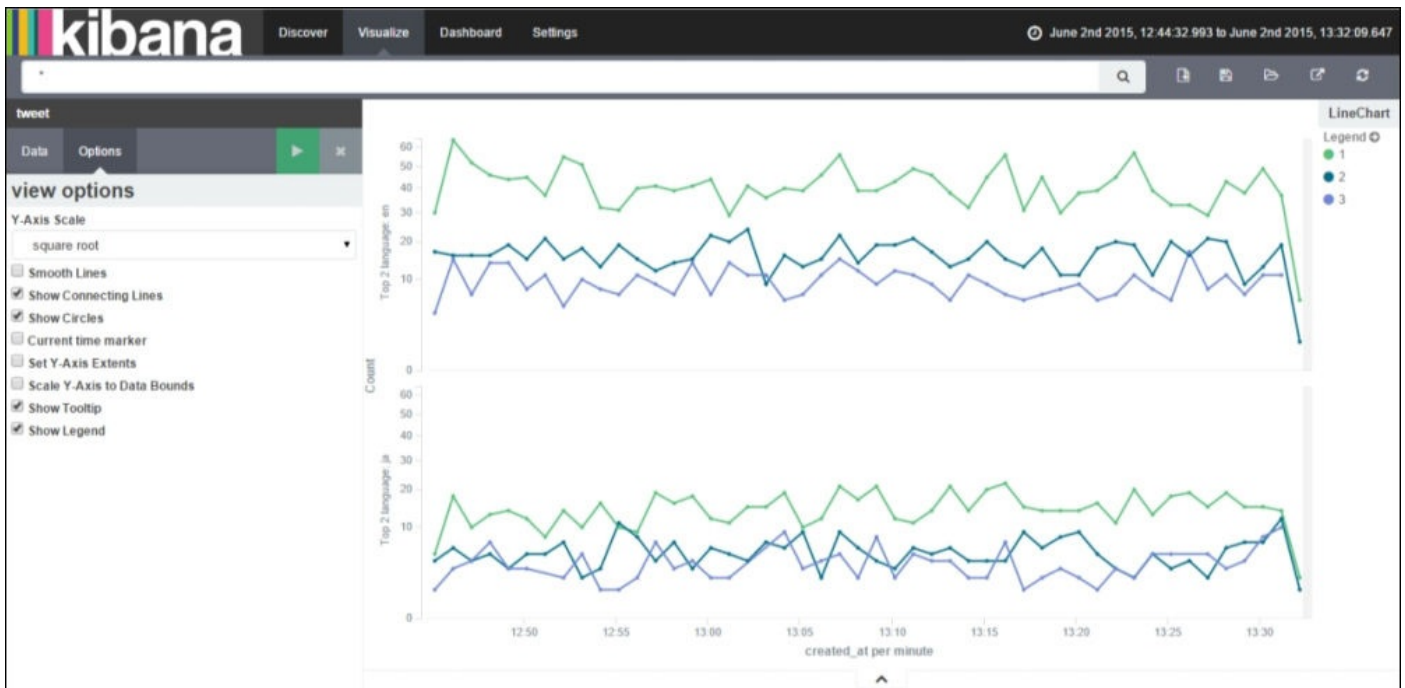 kibana
Discover Visualize Dashboard Settings
June 2nd 2015, 12:44:32.993 to June 2nd 2015, 13:32:09.647
*
tweet
Data Options
view options
Y-Axis Scale
square root
Smooth Lines
Show Connecting Lines
Show Circles
Current time marker
Set Y-Axis Extents
Scale Y-Axis to Data Bounds
Show Tooltip
Show Legend
LineChart
Legend
1
2
3
Count
Top 2 language: en
60
50
40
30
20
10
0
Top 2 language: ja
60
50
40
30
20
10
0
12:50 12:55 13:00 13:05 13:10 13:15 13:20 13:25 13:30
created_at per minute